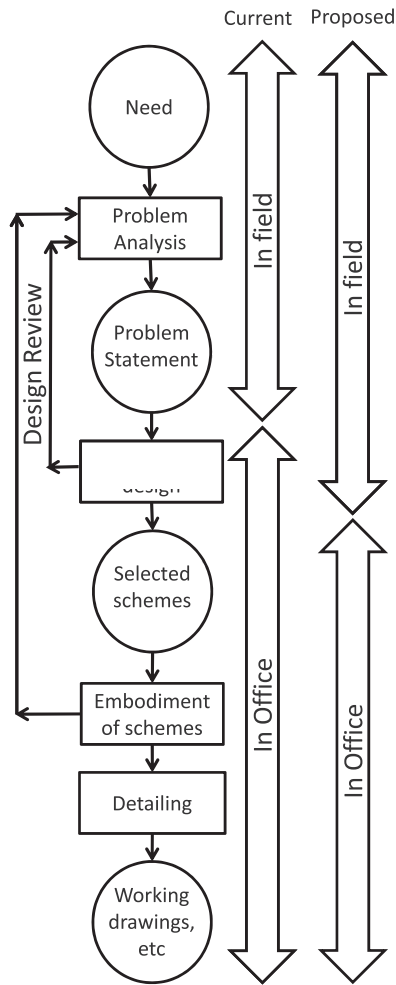 Current
Proposed
Need
Problem
Analysis
Problem
Statement
design
Selected
schemes
Embodiment
of schemes
Detailing
Working
drawings,
etc
Design Review
In field
In Office
In field
In Office